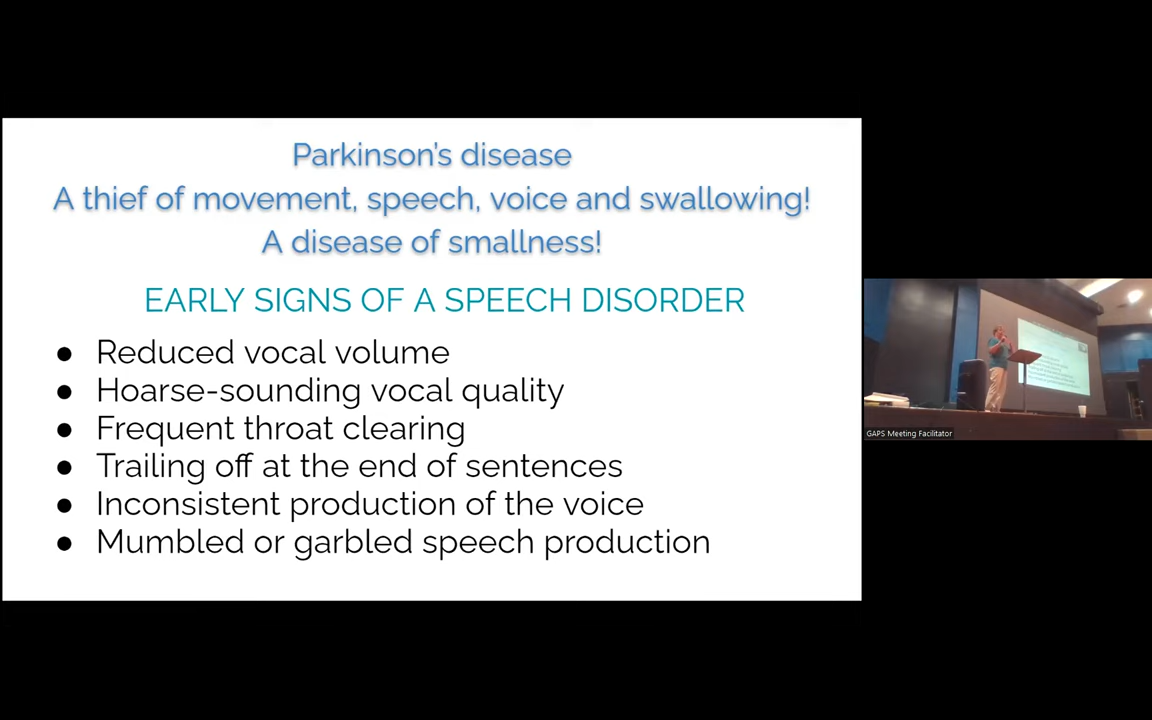 Parkinson's disease
A thief of movement, speech, voice and swallowing!
A disease of smallness!
EARLY SIGNS OF A SPEECH DISORDER
● Reduced vocal volume
● Hoarse-sounding vocal quality
● Frequent throat clearing
● Trailing off at the end of sentences
● Inconsistent production of the voice
● Mumbled or garbled speech production
GAPS Meeting Facilitator